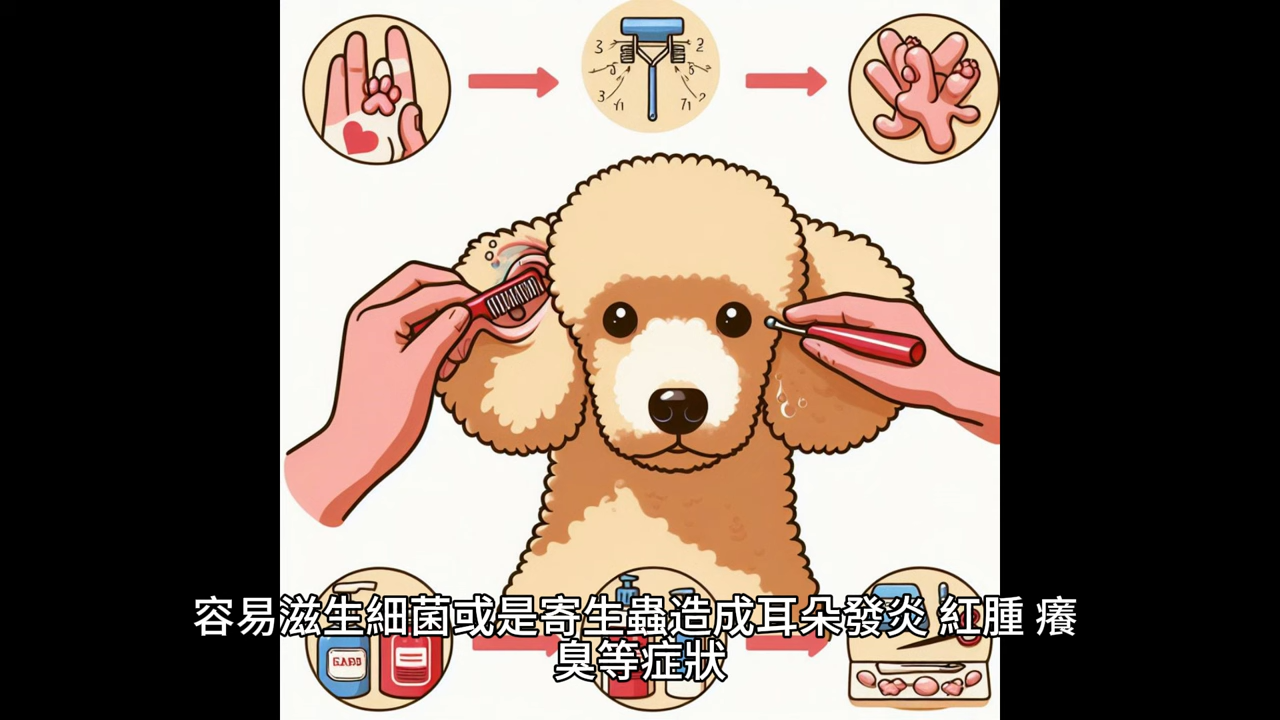 容易滋生細菌或是寄生蟲造成耳朵發炎 紅腫 癢
臭等症狀